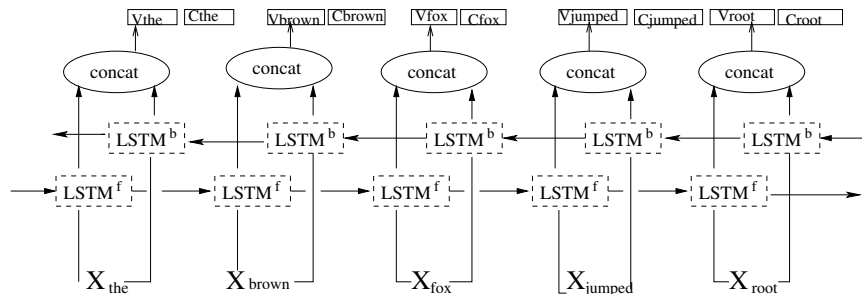 Vthe Cthe Vbrown Cbrown Vfox Cfox Vjumped Cjumped Vroot Croot
concat concat concat concat concat
LSTM b LSTM b LSTM b LSTM b LSTM b
LSTM f LSTM f LSTM f LSTM f LSTM f
X the X brown X fox X jumped X root